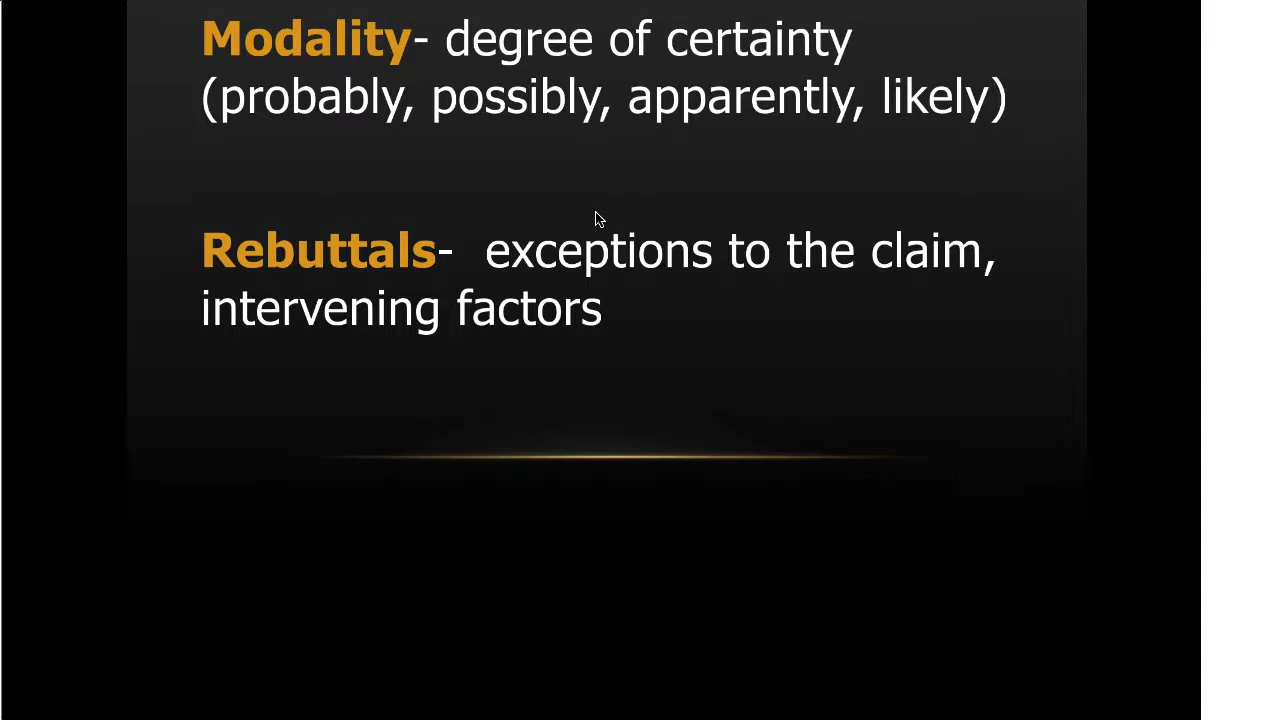 Modality- degree of certainty
(probably, possibly, apparently, likely)
Rebuttals-  exceptions to the claim,
intervening factors